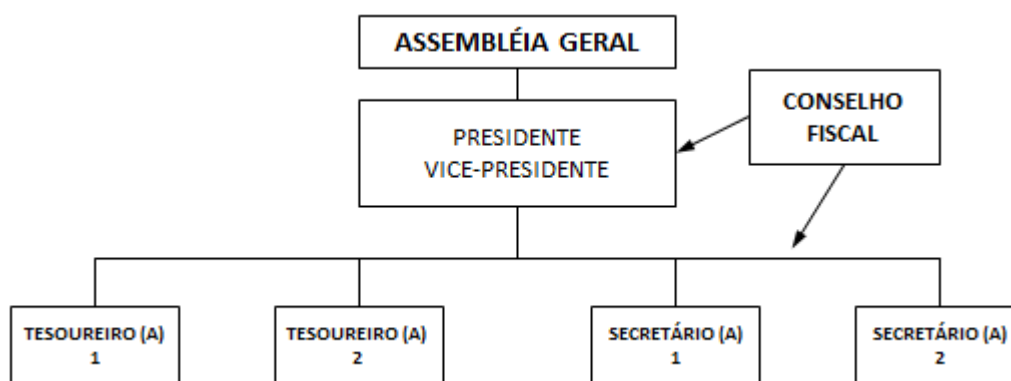 ASSEMBLÉIA GERAL
PRESIDENTE
VICE-PRESIDENTE
CONSELHO
FISCAL
TESOUREIRO (A)
1
TESOUREIRO (A)
2
SECRETÁRIO (A)
1
SECRETÁRIO (A)
2